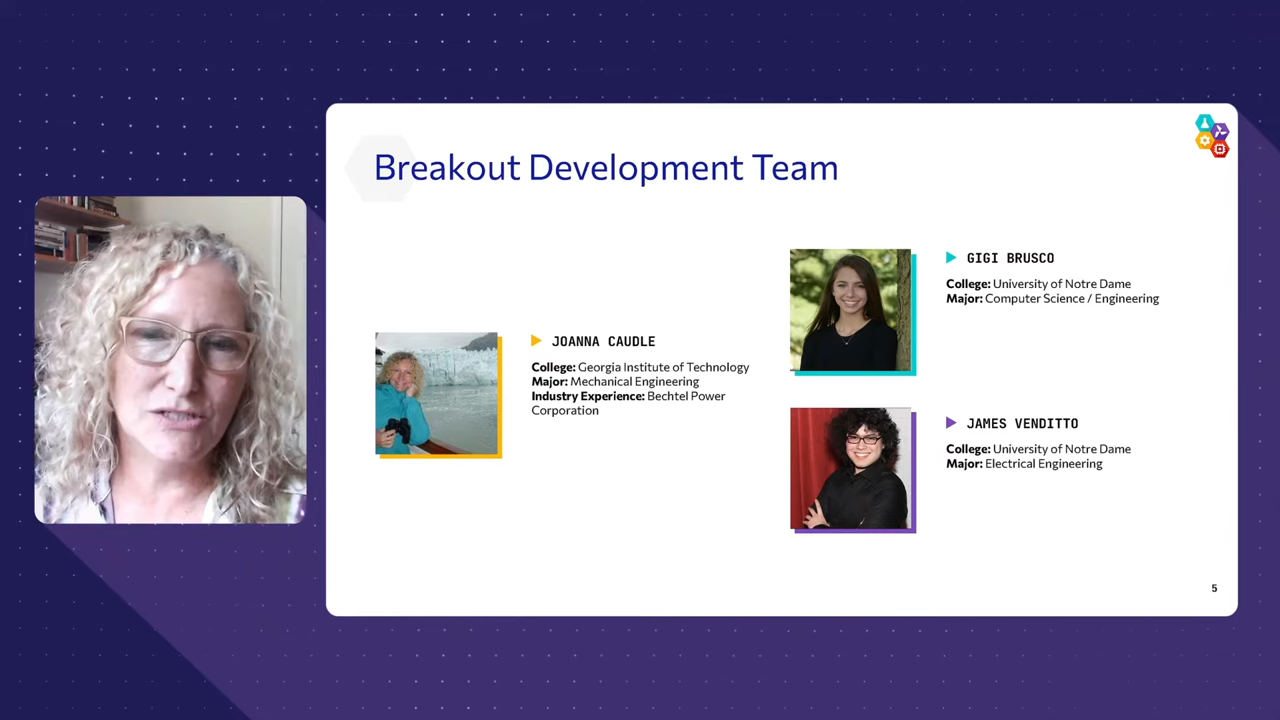 Breakout Development Team
JOANNA CAUDLE
College: Georgia Institute of Technology
Major: Mechanical Engineering
Industry Experience: Bechtel Power
Corporation
GIGI BRUSCO
College: University of Notre Dame
Major: Computer Science / Engineering
JAMES VENDITTO
College: University of Notre Dame
Major: Electrical Engineering
5